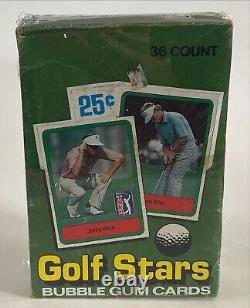 36 COUNT
25¢
Jerry Pate
Golf Stars
BUBBLE GUM CARDS